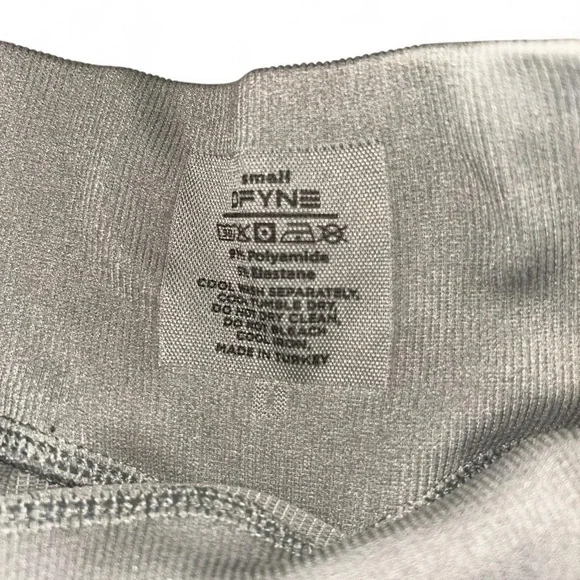 small
DFYNE
Polyamide
Elastane
COOL WASH SEPARATELY,
COOL TUMBLE DRY,
DO NOT DRY CLEAN,
DO NOT BLEACH
COOL IRON,
MADE IN TURKEY